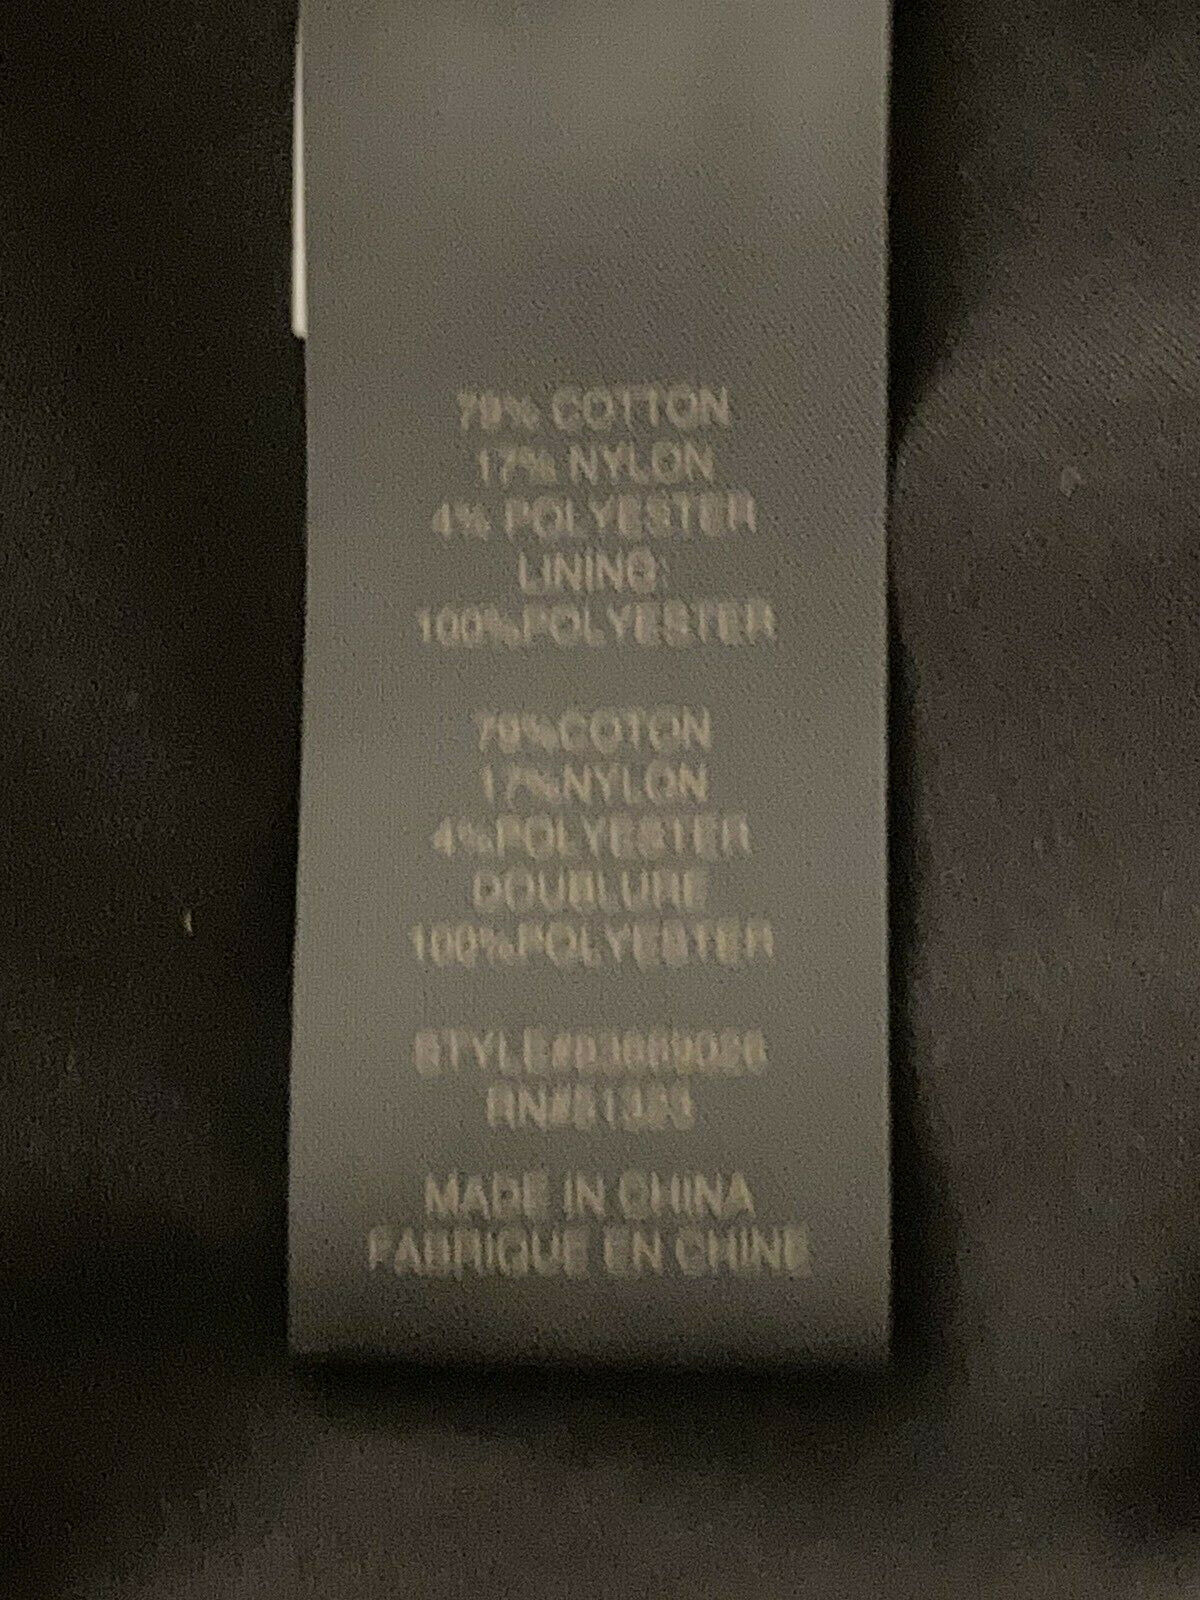 79% COTTON
17% NYLON
4% POLYESTER
LINING:
100%POLYESTER
79%COTON
17%NYLON
4%POLYESTER
DOUBLURE
100%POLYESTER
MADE IN CHINA
FABRIQUE EN CHINE